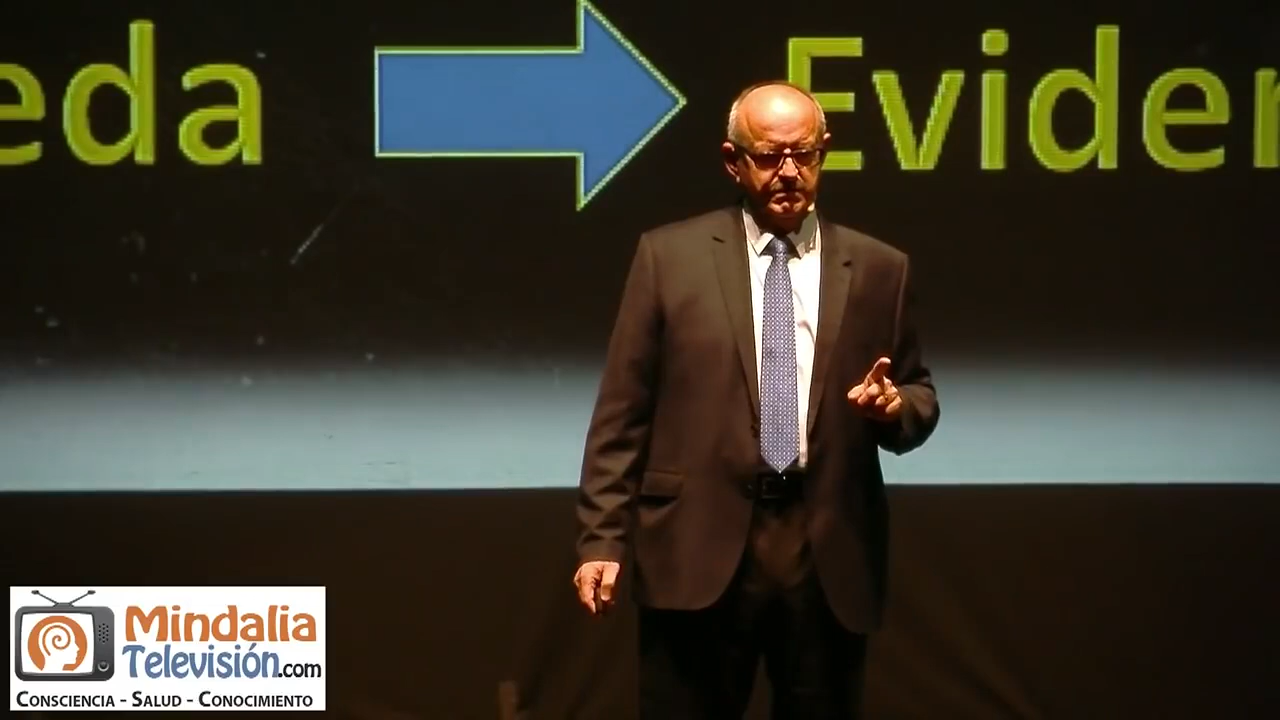 eda Eviden
Mindalia
Televisión.com
CONSCIENCIA - SALUD - CONOCIMIENTO